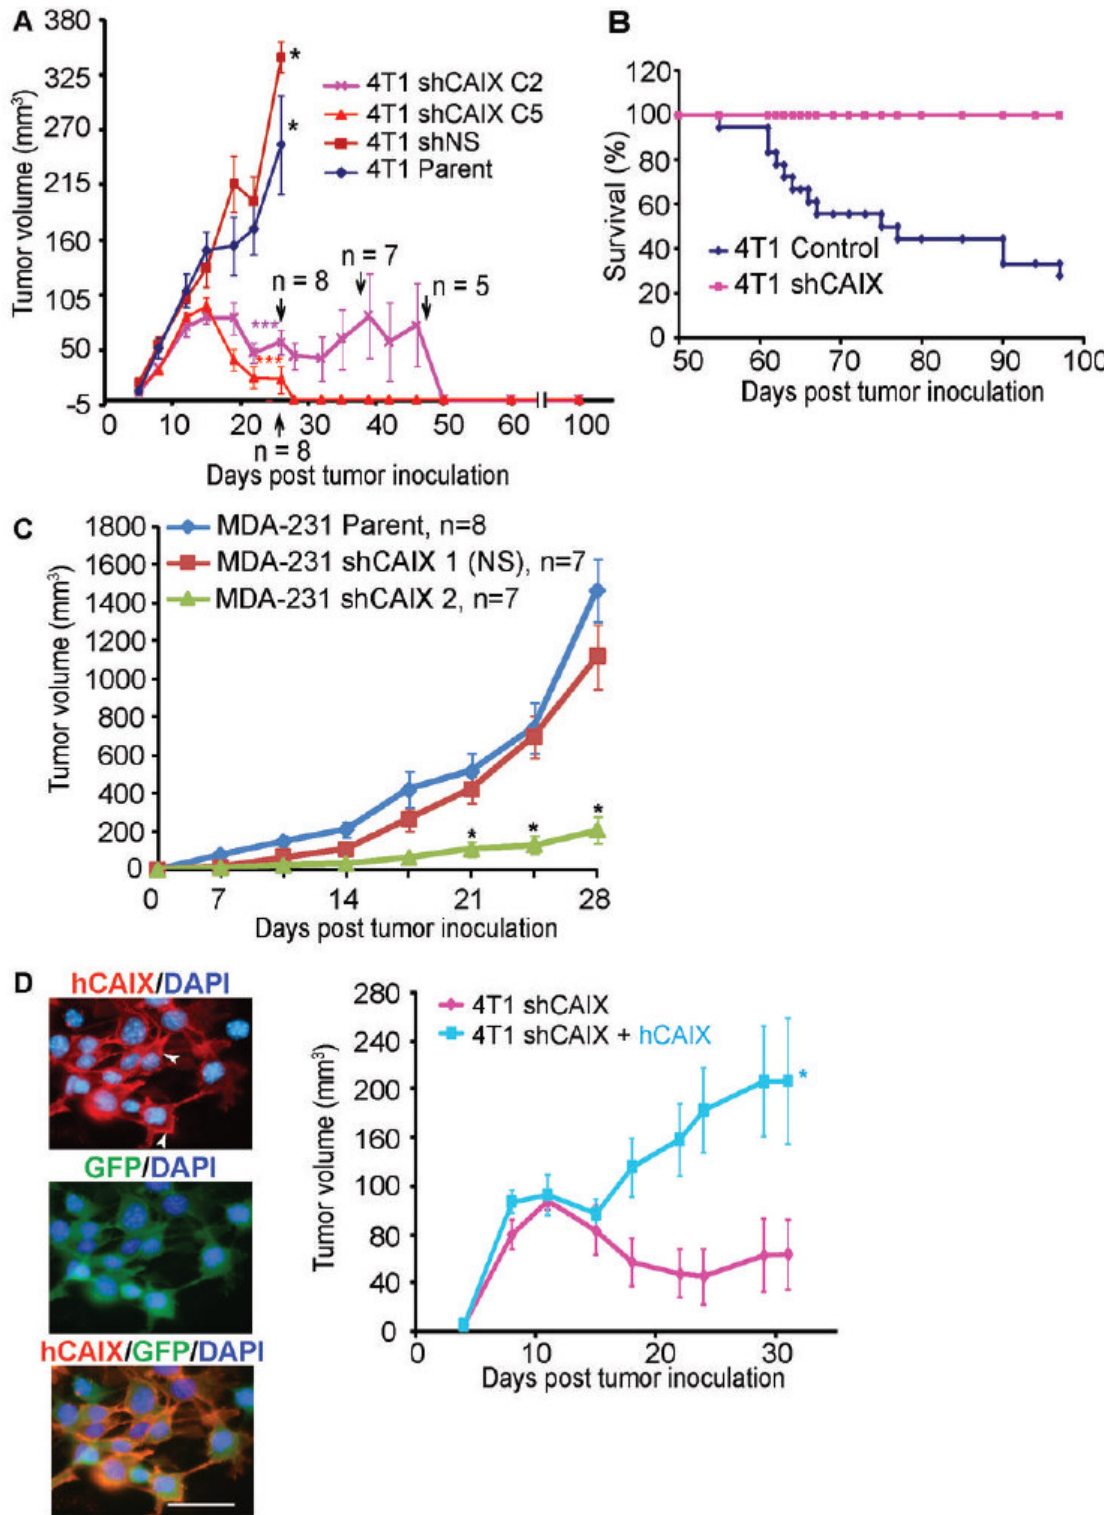 A
380
325
270
215
160
105
50
-5
Tumor volume (mm³)
4T1 shCAIX C2
4T1 shCAIX C5
4T1 shNS
4T1 Parent
*
*
***
***
n = 8
n = 7
n = 5
n = 8
0 10 20 30 40 50 60 100
Days post tumor inoculation
B
120
100
80
60
40
20
0
Survival (%)
4T1 Control
4T1 shCAIX
50 60 70 80 90 100
Days post tumor inoculation
C
1800
1600
1400
1200
1000
800
600
400
200
0
Tumor volume (mm³)
MDA-231 Parent, n=8
MDA-231 shCAIX 1 (NS), n=7
MDA-231 shCAIX 2, n=7
* * *
0 7 14 21 28
Days post tumor inoculation
D
hCAIX/DAPI
GFP/DAPI
hCAIX/GFP/DAPI
280
240
200
160
100
80
40
0
Tumor volume (mm³)
4T1 shCAIX
4T1 shCAIX + hCAIX
*
0 10 20 30
Days post tumor inoculation